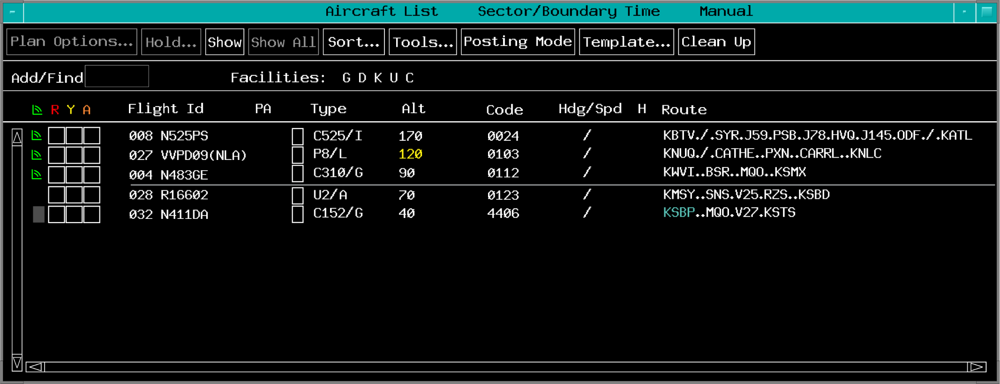 Aircraft List Sector/Boundary Time Manual
Plan Options... Hold... Show Show All Sort... Tools... Posting Mode Template... Clean Up
Add/Find Facilities: G D K U C
R Y A Flight Id PA Type Alt Code Hdg/Spd H Route
008 N525PS C525/I 170 0024 / KBTV./.SYR.J59.PSB.J78.HVQ.J145.ODF./.KATL
027 VVPD09(NLA) P8/L 120 0103 / KNUQ./.CATHE..PXN..CARRL..KNLC
004 N483GE C310/G 90 0112 / KWVI..BSR..MQO..KSMX
028 R16602 U2/A 70 0123 / KMSY..SNS.V25.RZS..KSBD
032 N411DA C152/G 40 4406 / KSBP..MQO.V27.KSTS